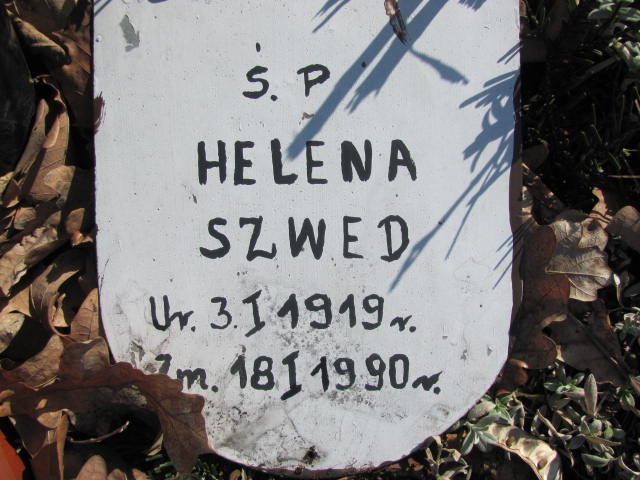 Ś. P
HELENA
SZWED
Ur. 3. I 1919 r.
Zm. 18 I 1990 r.